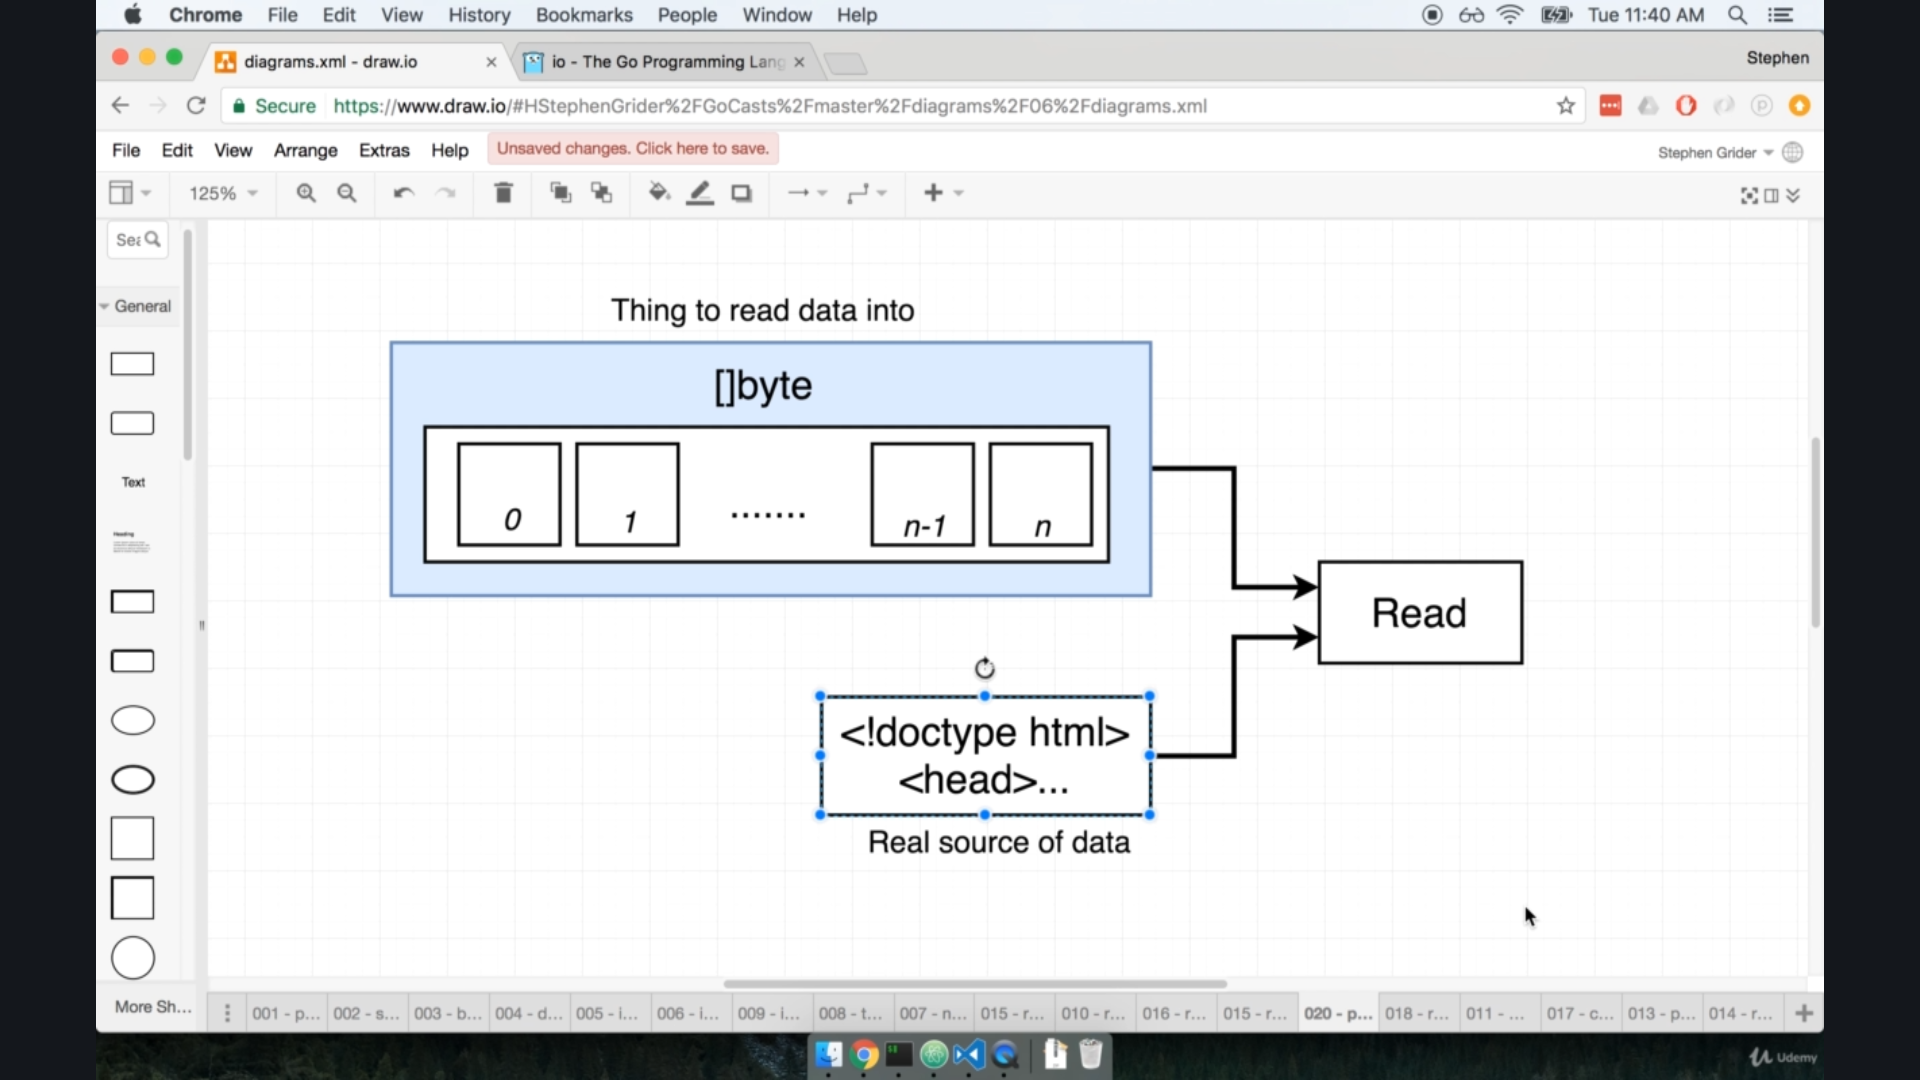 Chrome File Edit View History Bookmarks People Window Help Tue 11:40 AM
diagrams.xml - draw.io io - The Go Programming Lang Stephen
Secure https://www.draw.io/#HStephenGrider%2FGoCasts%2Fmaster%2Fdiagrams%2F06%2Fdiagrams.xml
File Edit View Arrange Extras Help Unsaved changes. Click here to save. Stephen Grider
125%
General
Text
Heading
Thing to read data into
[]byte
0 1 ....... n-1 n
Read
<!doctype html>
<head>...
Real source of data
More Sh... 001 - p... 002 - s... 003 - b... 004 - d... 005 - i... 006 - i... 009 - i... 008 - t... 007 - n... 015 - r... 010 - r... 016 - r... 015 - r... 020 - p... 018 - r... 011 - ... 017 - c... 013 - p... 014 - r...
Udemy